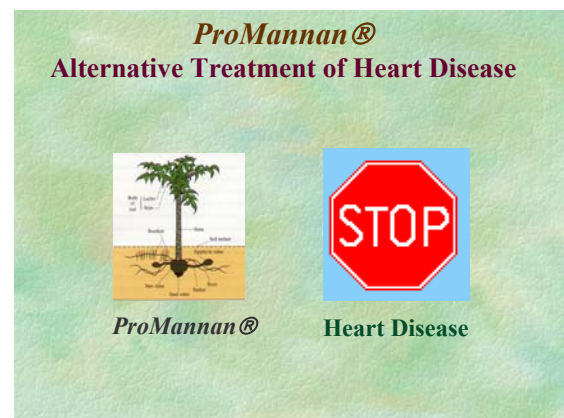 ProMannan®
Alternative Treatment of Heart Disease
STOP
ProMannan®
Heart Disease